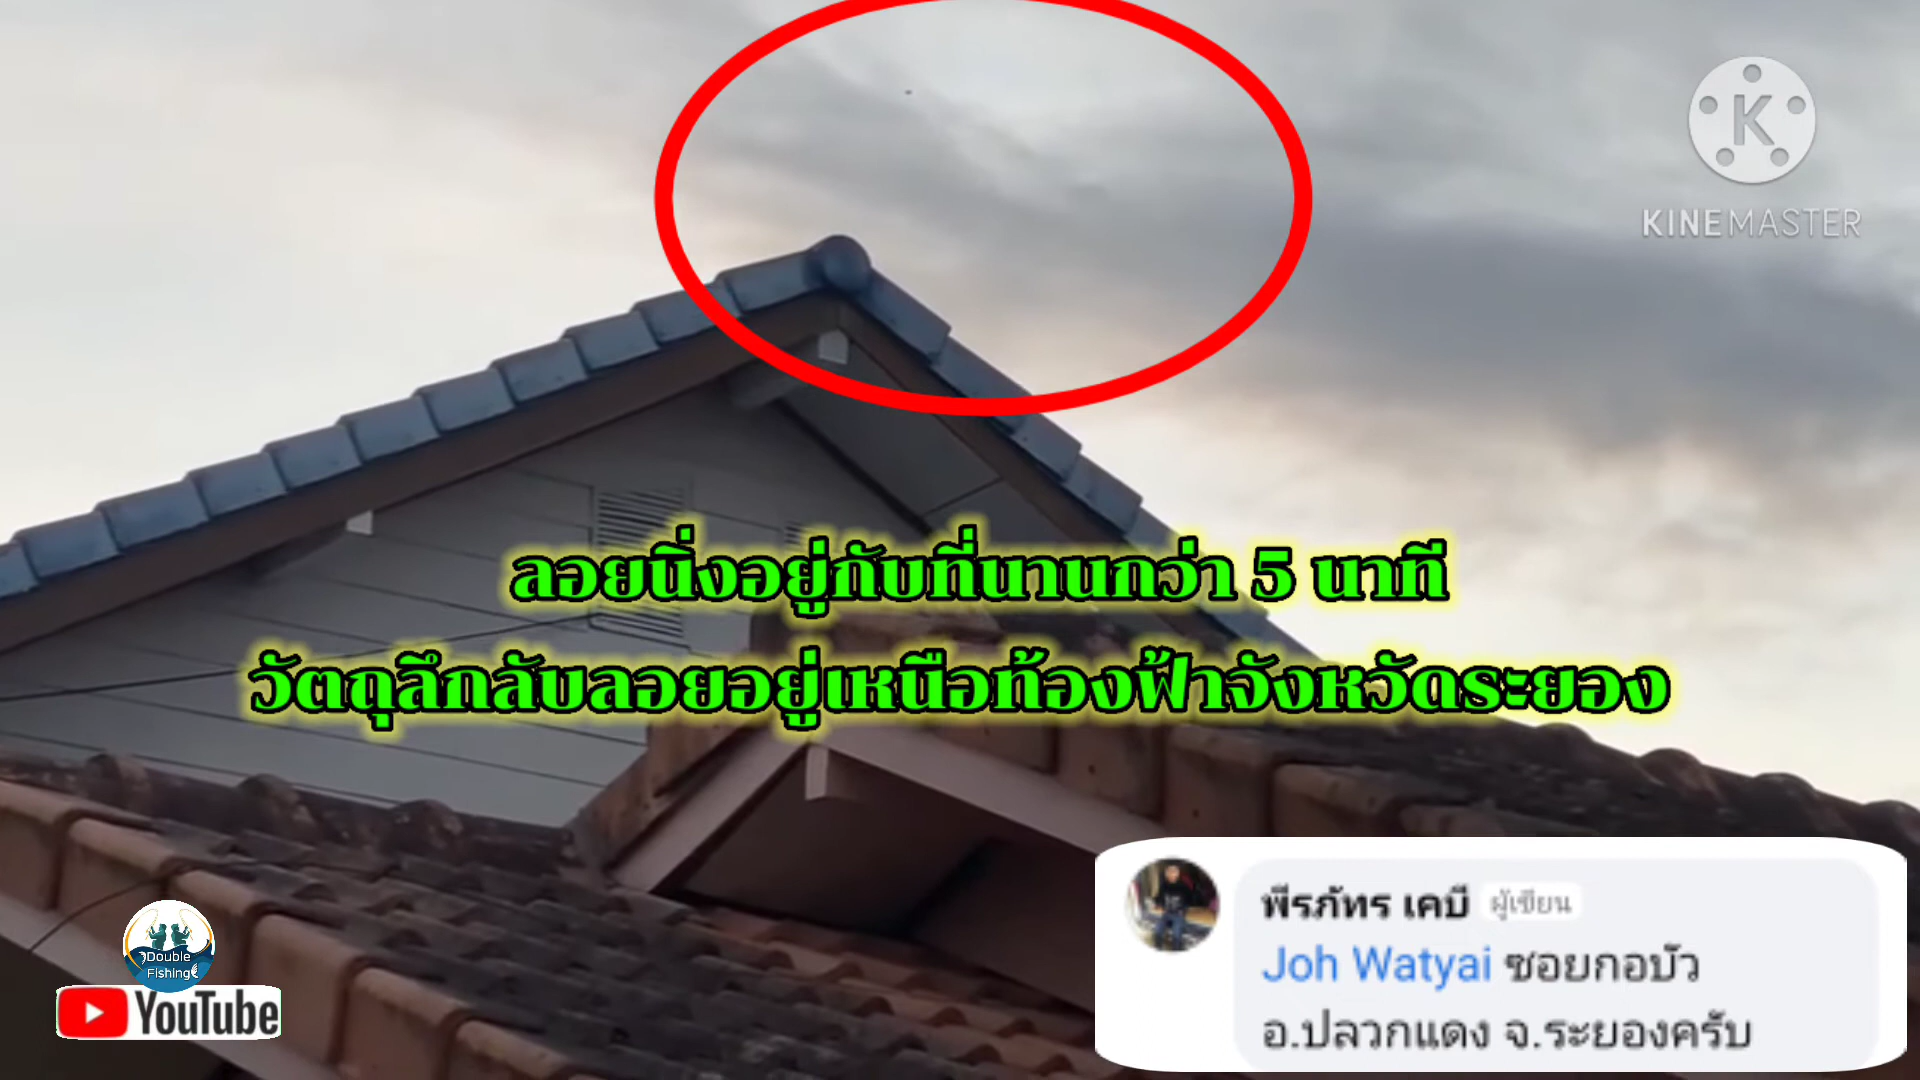 KINEMASTER
ลอยนิ่งอยู่กับที่นานกว่า 5 นาที
วัตถุลึกลับลอยอยู่เหนือท้องฟ้าจังหวัดระยอง
พีรภัทร เคบี ผู้เขียน
Joh Watyai ซอยกอบัว
อ.ปลวกแดง จ.ระยองครับ
Double
Fishing
YouTube